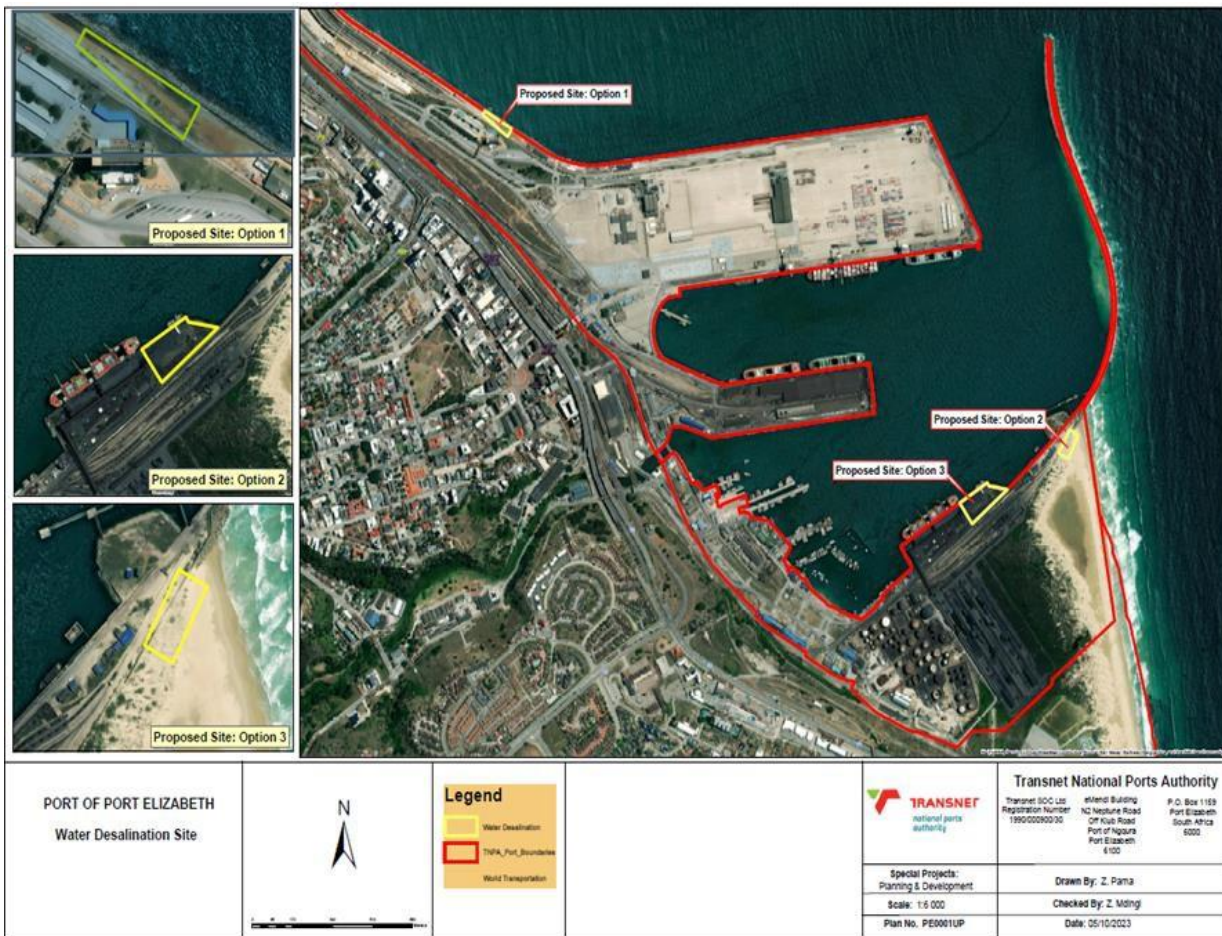 Proposed Site: Option 1
Proposed Site: Option 2
Proposed Site: Option 3
Proposed Site: Option 1
Proposed Site: Option 2
Proposed Site: Option 3
PORT OF PORT ELIZABETH
Water Desalination Site
N
Legend
Water Desalination
TNPA_Port_Boundaries
World Transportation
TRANSNET
national ports
authority
Transnet National Ports Authority
Transnet SOC Ltd
Registration Number
1990/000900/30
eMendi Building
N2 Neptune Road
Off Klub Road
Port of Ngqura
Port Elizabeth
6100
P.O. Box 1159
Port Elizabeth
South Africa
6000
Special Projects:
Planning & Development
Scale: 1:6 000
Plan No. PE0001UP
Drawn By: Z. Pama
Checked By: Z. Mdingi
Date: 05/10/2023